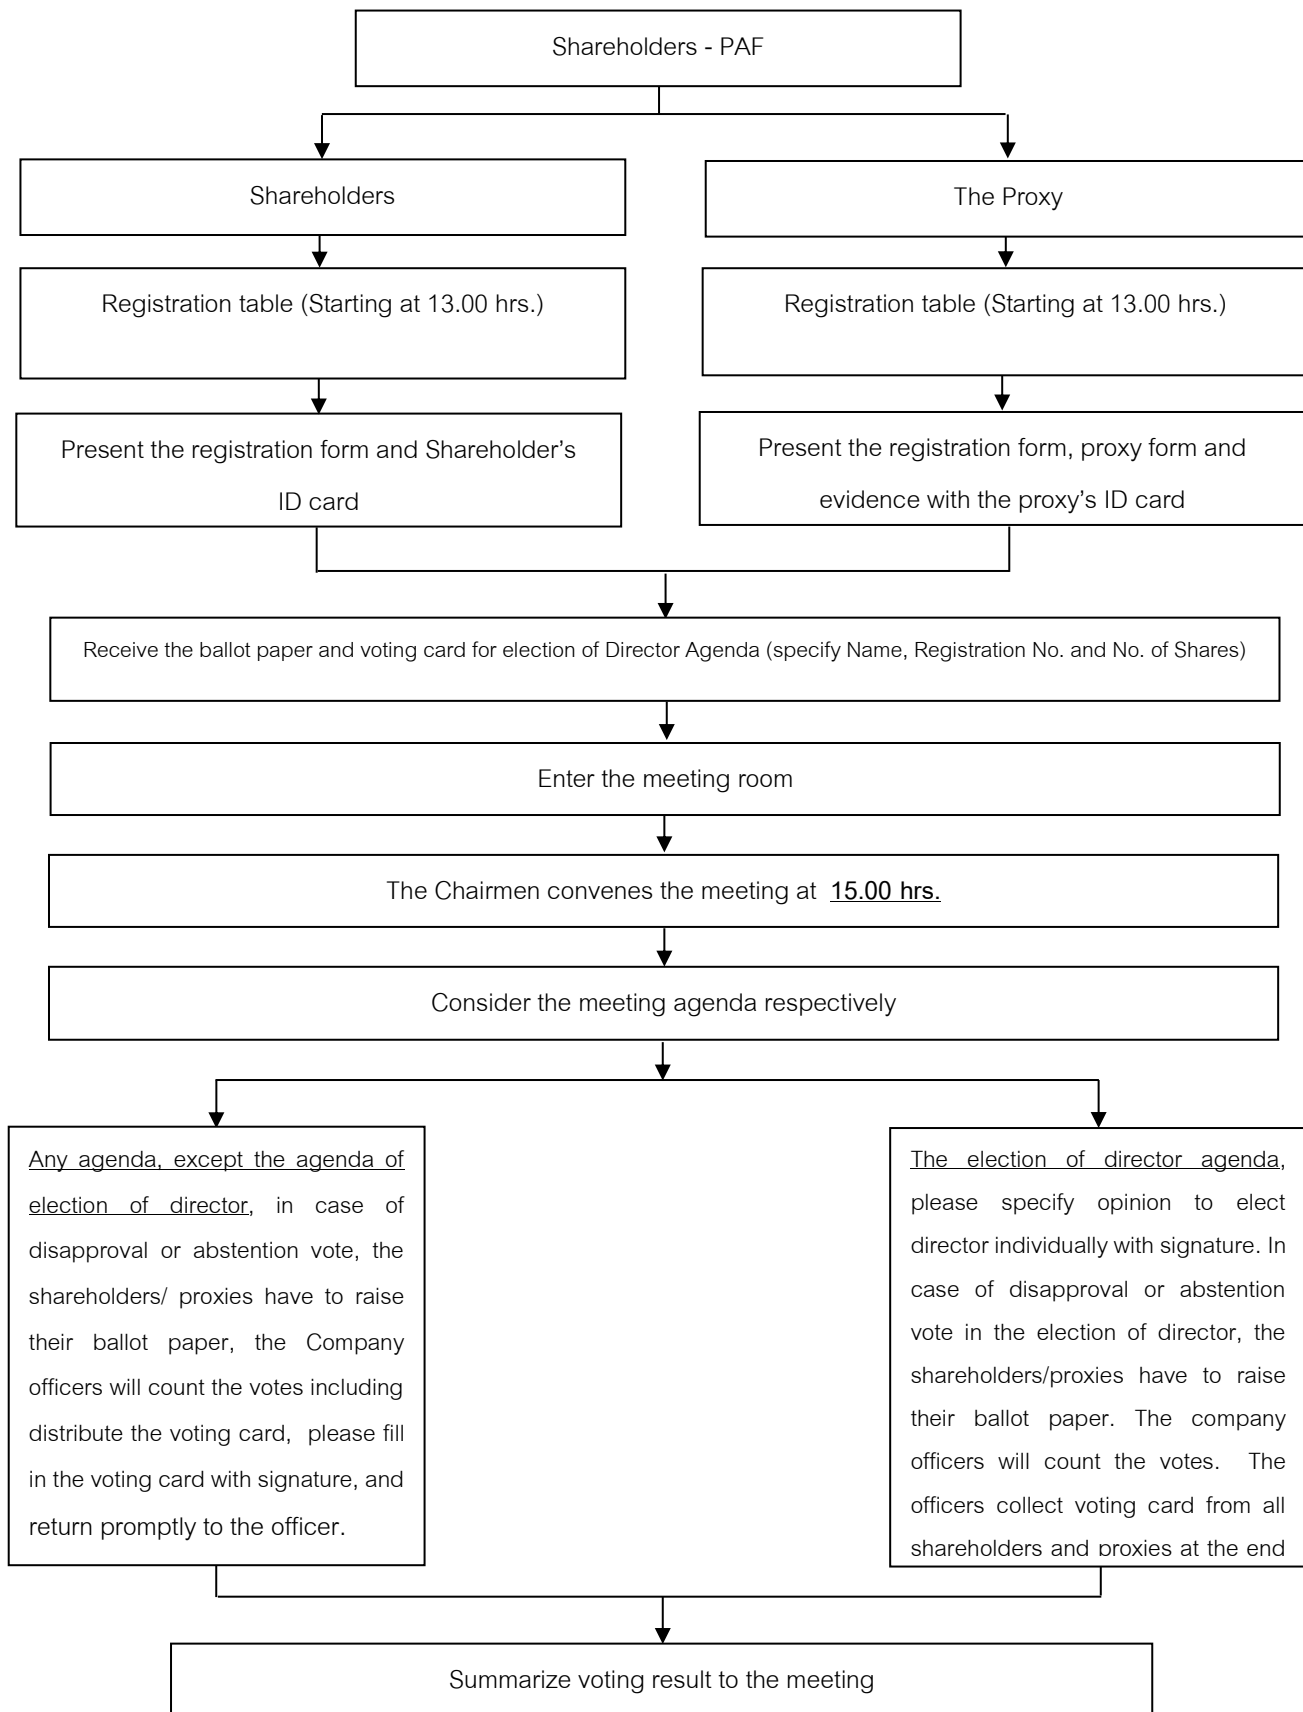 Shareholders - PAF
Shareholders
The Proxy
Registration table (Starting at 13.00 hrs.)
Registration table (Starting at 13.00 hrs.)
Present the registration form and Shareholder's
ID card
Present the registration form, proxy form and
evidence with the proxy's ID card
Receive the ballot paper and voting card for election of Director Agenda (specify Name, Registration No. and No. of Shares)
Enter the meeting room
The Chairmen convenes the meeting at 15.00 hrs.
Consider the meeting agenda respectively
Any agenda, except the agenda of
election of director, in case of
disapproval or abstention vote, the
shareholders/ proxies have to raise
their ballot paper, the Company
officers will count the votes including
distribute the voting card, please fill
in the voting card with signature, and
return promptly to the officer.
The election of director agenda,
please specify opinion to elect
director individually with signature. In
case of disapproval or abstention
vote in the election of director, the
shareholders/proxies have to raise
their ballot paper. The company
officers will count the votes. The
officers collect voting card from all
shareholders and proxies at the end
Summarize voting result to the meeting